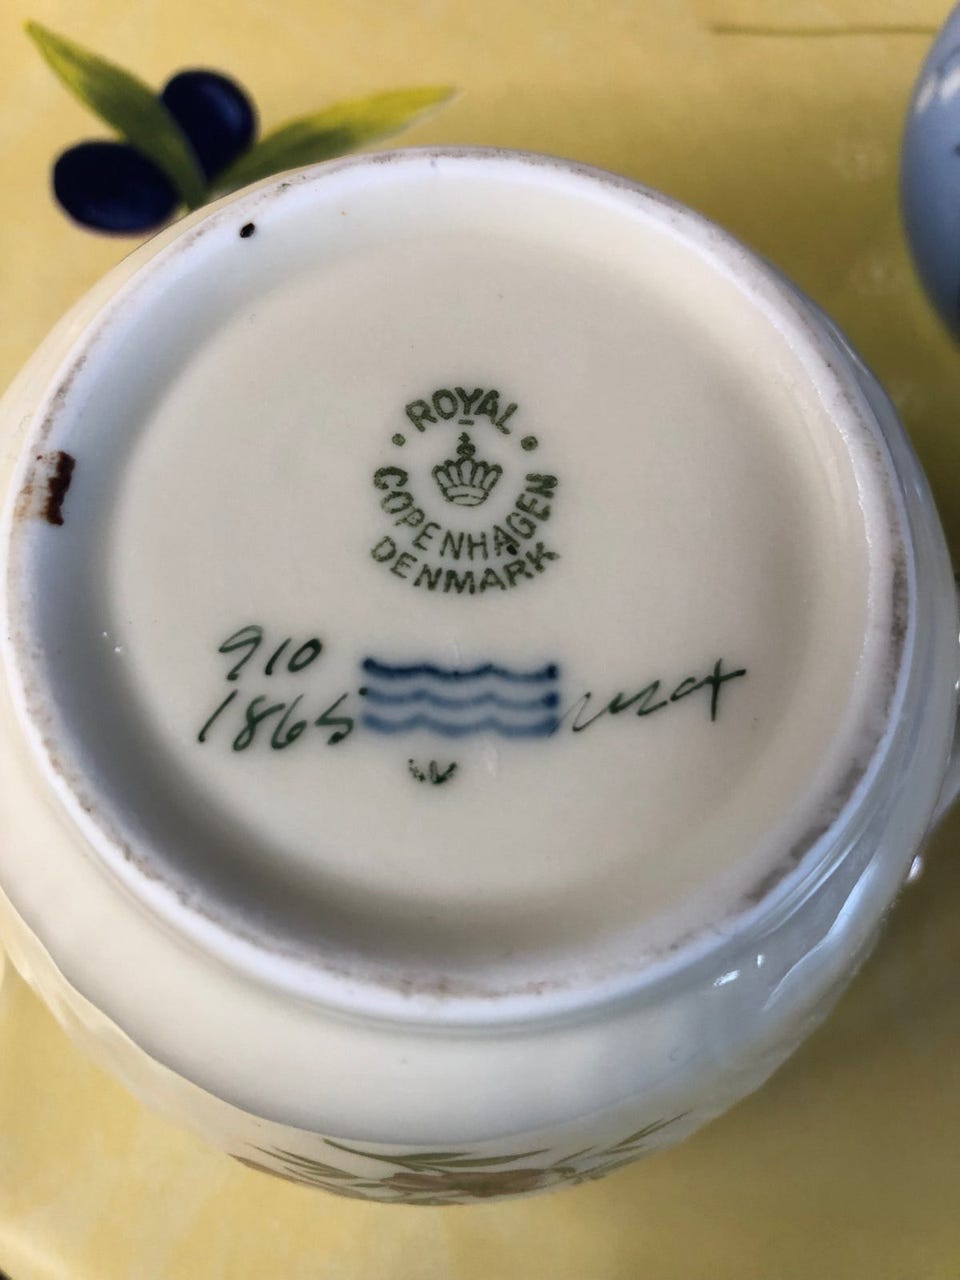 ROYAL
COPENHAGEN
DENMARK
910
1865